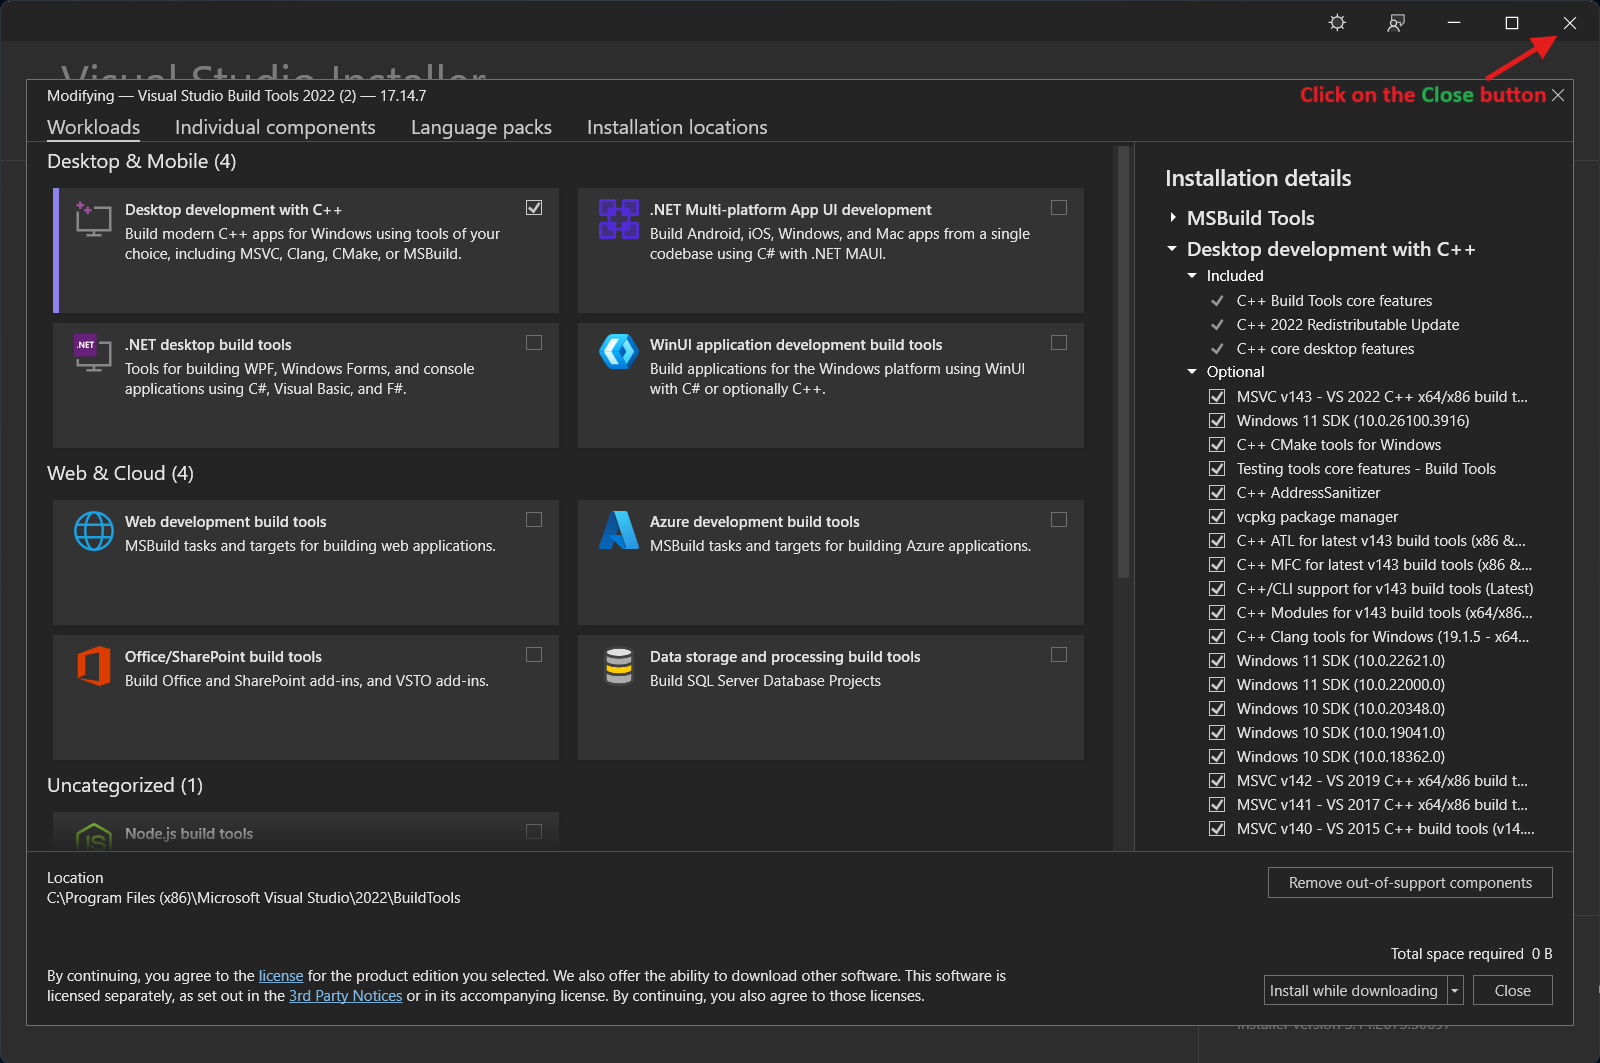 Visual Studio Installer
Modifying — Visual Studio Build Tools 2022 (2) — 17.14.7
Click on the Close button
Workloads
Individual components
Language packs
Installation locations
Desktop & Mobile (4)
Desktop development with C++
Build modern C++ apps for Windows using tools of your
choice, including MSVC, Clang, CMake, or MSBuild.
.NET Multi-platform App UI development
Build Android, iOS, Windows, and Mac apps from a single
codebase using C# with .NET MAUI.
.NET
.NET desktop build tools
Tools for building WPF, Windows Forms, and console
applications using C#, Visual Basic, and F#.
WinUI application development build tools
Build applications for the Windows platform using WinUI
with C# or optionally C++.
Web & Cloud (4)
Web development build tools
MSBuild tasks and targets for building web applications.
Azure development build tools
MSBuild tasks and targets for building Azure applications.
Office/SharePoint build tools
Build Office and SharePoint add-ins, and VSTO add-ins.
Data storage and processing build tools
Build SQL Server Database Projects
Uncategorized (1)
JS
Node.js build tools
Installation details
MSBuild Tools
Desktop development with C++
Included
C++ Build Tools core features
C++ 2022 Redistributable Update
C++ core desktop features
Optional
MSVC v143 - VS 2022 C++ x64/x86 build t...
Windows 11 SDK (10.0.26100.3916)
C++ CMake tools for Windows
Testing tools core features - Build Tools
C++ AddressSanitizer
vcpkg package manager
C++ ATL for latest v143 build tools (x86 &...
C++ MFC for latest v143 build tools (x86 &...
C++/CLI support for v143 build tools (Latest)
C++ Modules for v143 build tools (x64/x86...
C++ Clang tools for Windows (19.1.5 - x64...
Windows 11 SDK (10.0.22621.0)
Windows 11 SDK (10.0.22000.0)
Windows 10 SDK (10.0.20348.0)
Windows 10 SDK (10.0.19041.0)
Windows 10 SDK (10.0.18362.0)
MSVC v142 - VS 2019 C++ x64/x86 build t...
MSVC v141 - VS 2017 C++ x64/x86 build t...
MSVC v140 - VS 2015 C++ build tools (v14....
Location
C:\Program Files (x86)\Microsoft Visual Studio\2022\BuildTools
Remove out-of-support components
Total space required 0 B
By continuing, you agree to the license for the product edition you selected. We also offer the ability to download other software. This software is
licensed separately, as set out in the 3rd Party Notices or in its accompanying license. By continuing, you also agree to those licenses.
Install while downloading
Close